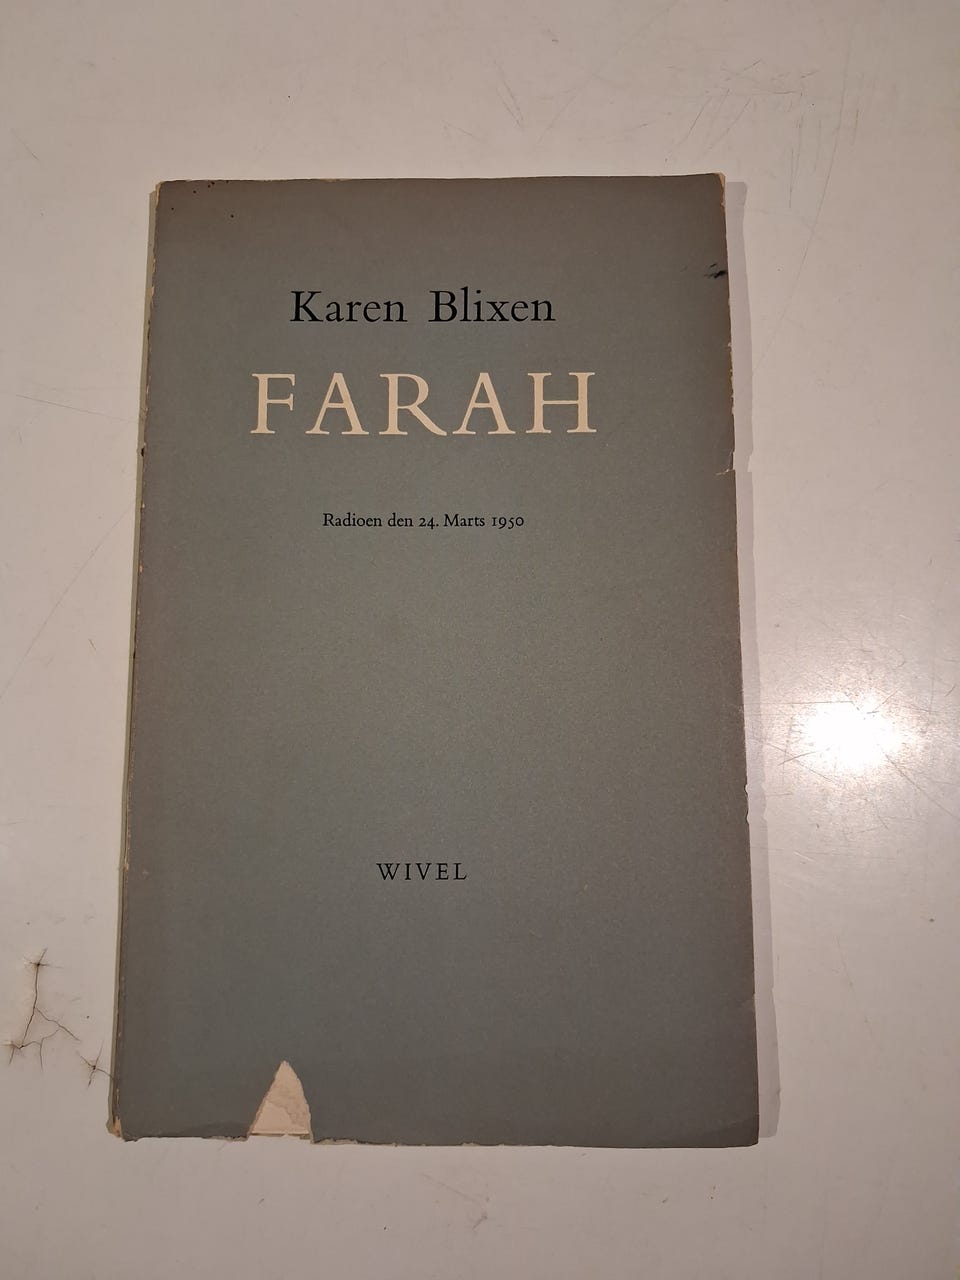 Karen Blixen
FARAH
Radioen den 24. Marts 1950
WIVEL